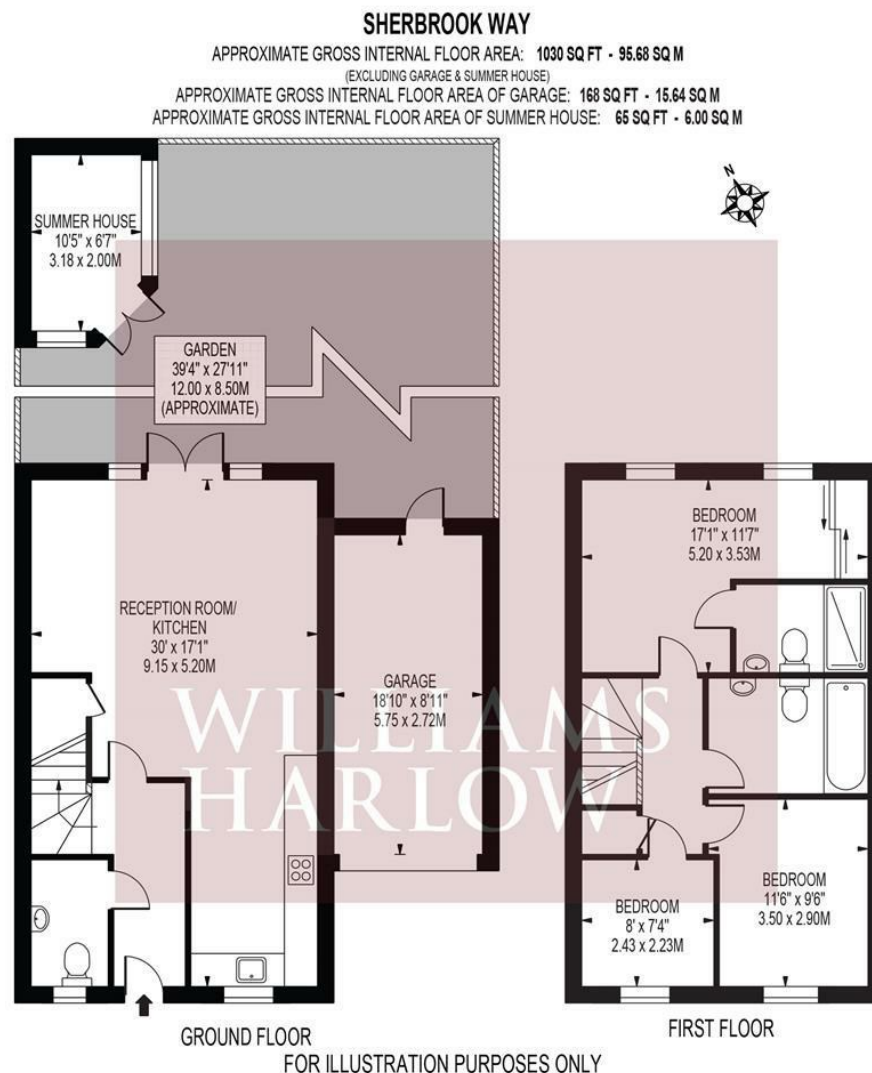 SHERBROOK WAY
APPROXIMATE GROSS INTERNAL FLOOR AREA: 1030 SQ FT - 95.68 SQ M
(EXCLUDING GARAGE & SUMMER HOUSE)
APPROXIMATE GROSS INTERNAL FLOOR AREA OF GARAGE: 168 SQ FT - 15.64 SQ M
APPROXIMATE GROSS INTERNAL FLOOR AREA OF SUMMER HOUSE: 65 SQ FT - 6.00 SQ M
N
SUMMER HOUSE
10'5" x 6'7"
3.18 x 2.00M
GARDEN
39'4" x 27'11"
12.00 x 8.50M
(APPROXIMATE)
RECEPTION ROOM/
KITCHEN
30' x 17'1"
9.15 x 5.20M
GARAGE
18'10" x 8'11"
5.75 x 2.72M
BEDROOM
17'1" x 11'7"
5.20 x 3.53M
WILLIAMS
HARLOW
BEDROOM
8' x 7'4"
2.43 x 2.23M
BEDROOM
11'6" x 9'6"
3.50 x 2.90M
GROUND FLOOR
FIRST FLOOR
FOR ILLUSTRATION PURPOSES ONLY